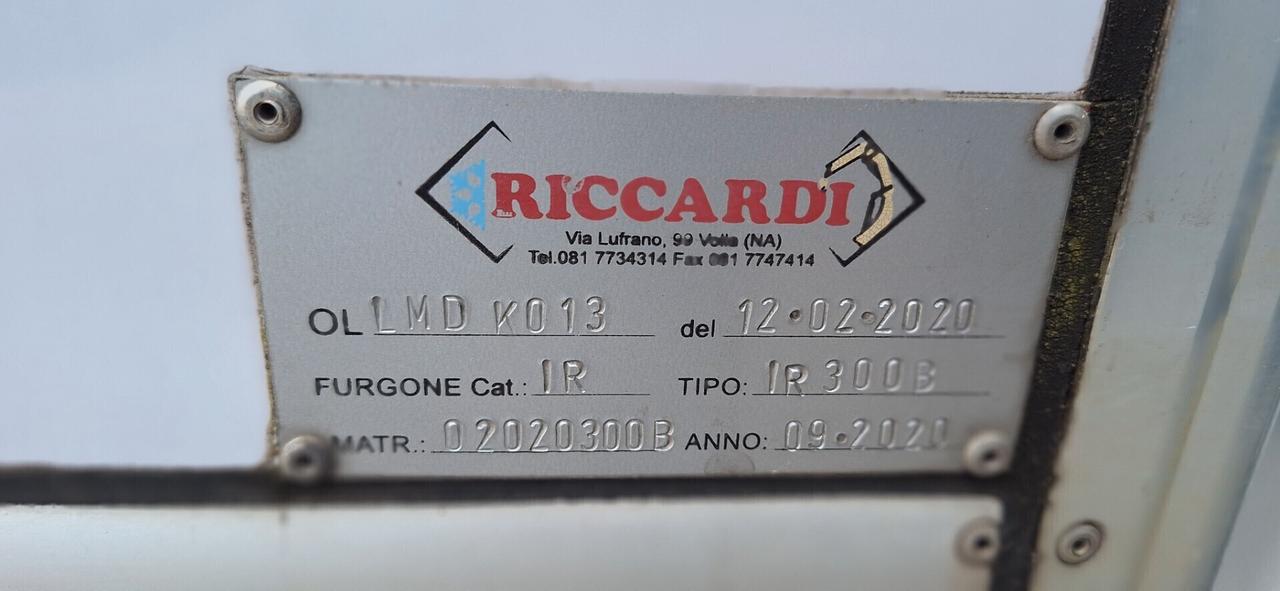 RICCARDI
Via Lufrano, 99 Volla (NA)
Tel.081 7734314 Fax 081 7747414
OL LMD K013 del 12•02•2020
FURGONE Cat.: IR TIPO: IR 300B
MATR.: 02020300B ANNO: 09•2020